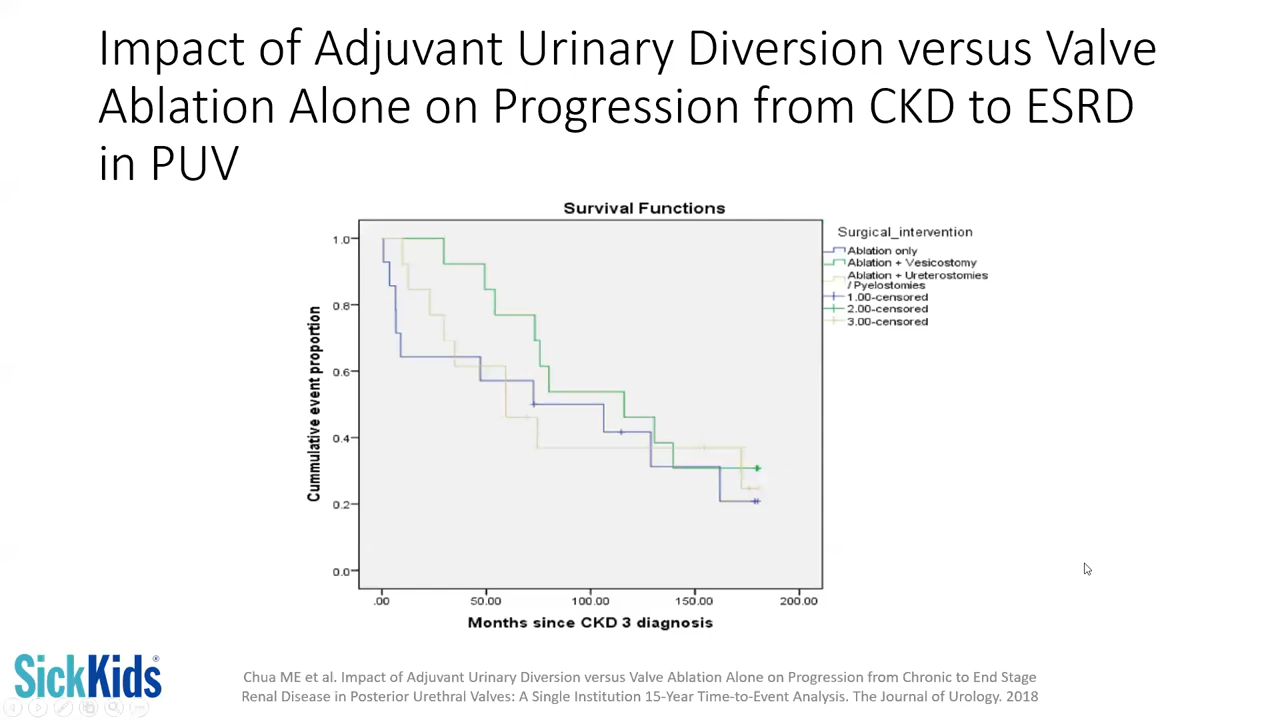 Impact of Adjuvant Urinary Diversion versus Valve
Ablation Alone on Progression from CKD to ESRD
in PUV
Survival Functions
Surgical_intervention
Ablation only
Ablation + Vesicostomy
Ablation + Ureterostomies
/ Pyelostomies
1.00-censored
2.00-censored
3.00-censored
Cummulative event proportion
1.0
0.8
0.6
0.4
0.2
0.0
.00
50.00
100.00
150.00
200.00
Months since CKD 3 diagnosis
SickKids®
Chua ME et al. Impact of Adjuvant Urinary Diversion versus Valve Ablation Alone on Progression from Chronic to End Stage
Renal Disease in Posterior Urethral Valves: A Single Institution 15-Year Time-to-Event Analysis. The Journal of Urology. 2018